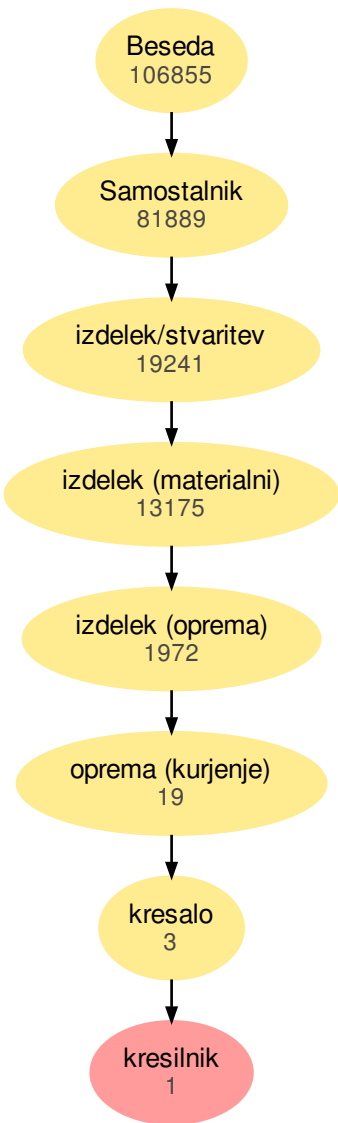 Beseda
106855
Samostalnik
81889
izdelek/stvaritev
19241
izdelek (materialni)
13175
izdelek (oprema)
1972
oprema (kurjenje)
19
kresalo
3
kresilnik
1